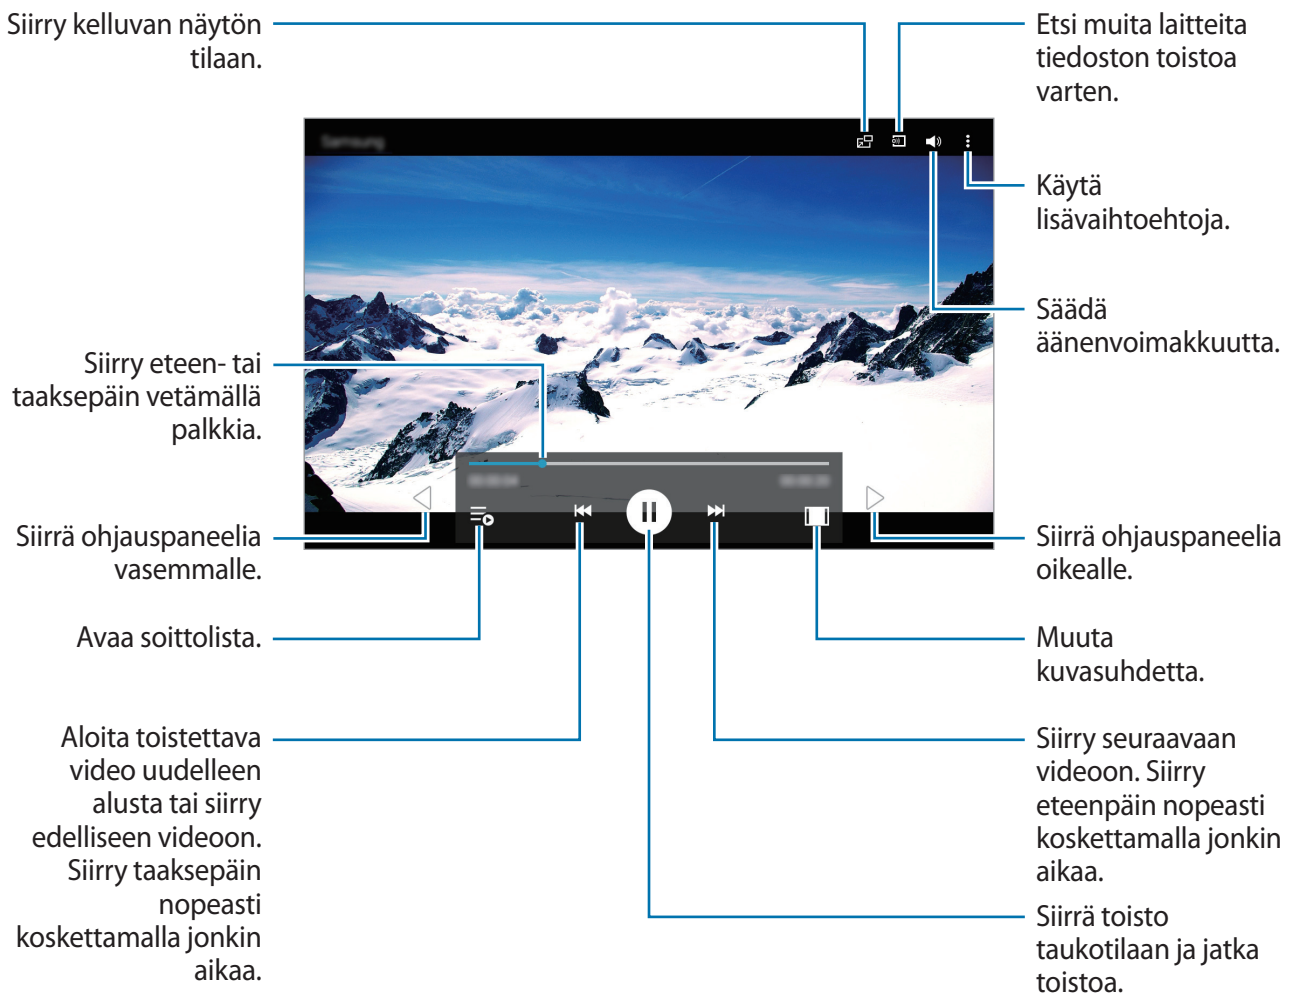 Siirry kelluvan näytön
tilaan.
Etsi muita laitteita
tiedoston toistoa
varten.
Samsung
Käytä
lisävaihtoehtoja.
Säädä
äänenvoimakkuutta.
Siirry eteen- tai
taaksepäin vetämällä
palkkia.
Siirrä ohjauspaneelia
vasemmalle.
Siirrä ohjauspaneelia
oikealle.
Avaa soittolista.
Muuta
kuvasuhdetta.
Aloita toistettava
video uudelleen
alusta tai siirry
edelliseen videoon.
Siirry taaksepäin
nopeasti
koskettamalla jonkin
aikaa.
Siirry seuraavaan
videoon. Siirry
eteenpäin nopeasti
koskettamalla jonkin
aikaa.
Siirrä toisto
taukotilaan ja jatka
toistoa.